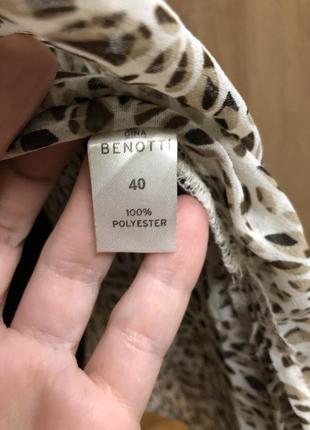 GINA
BENOTTI
40
100%
POLYESTER